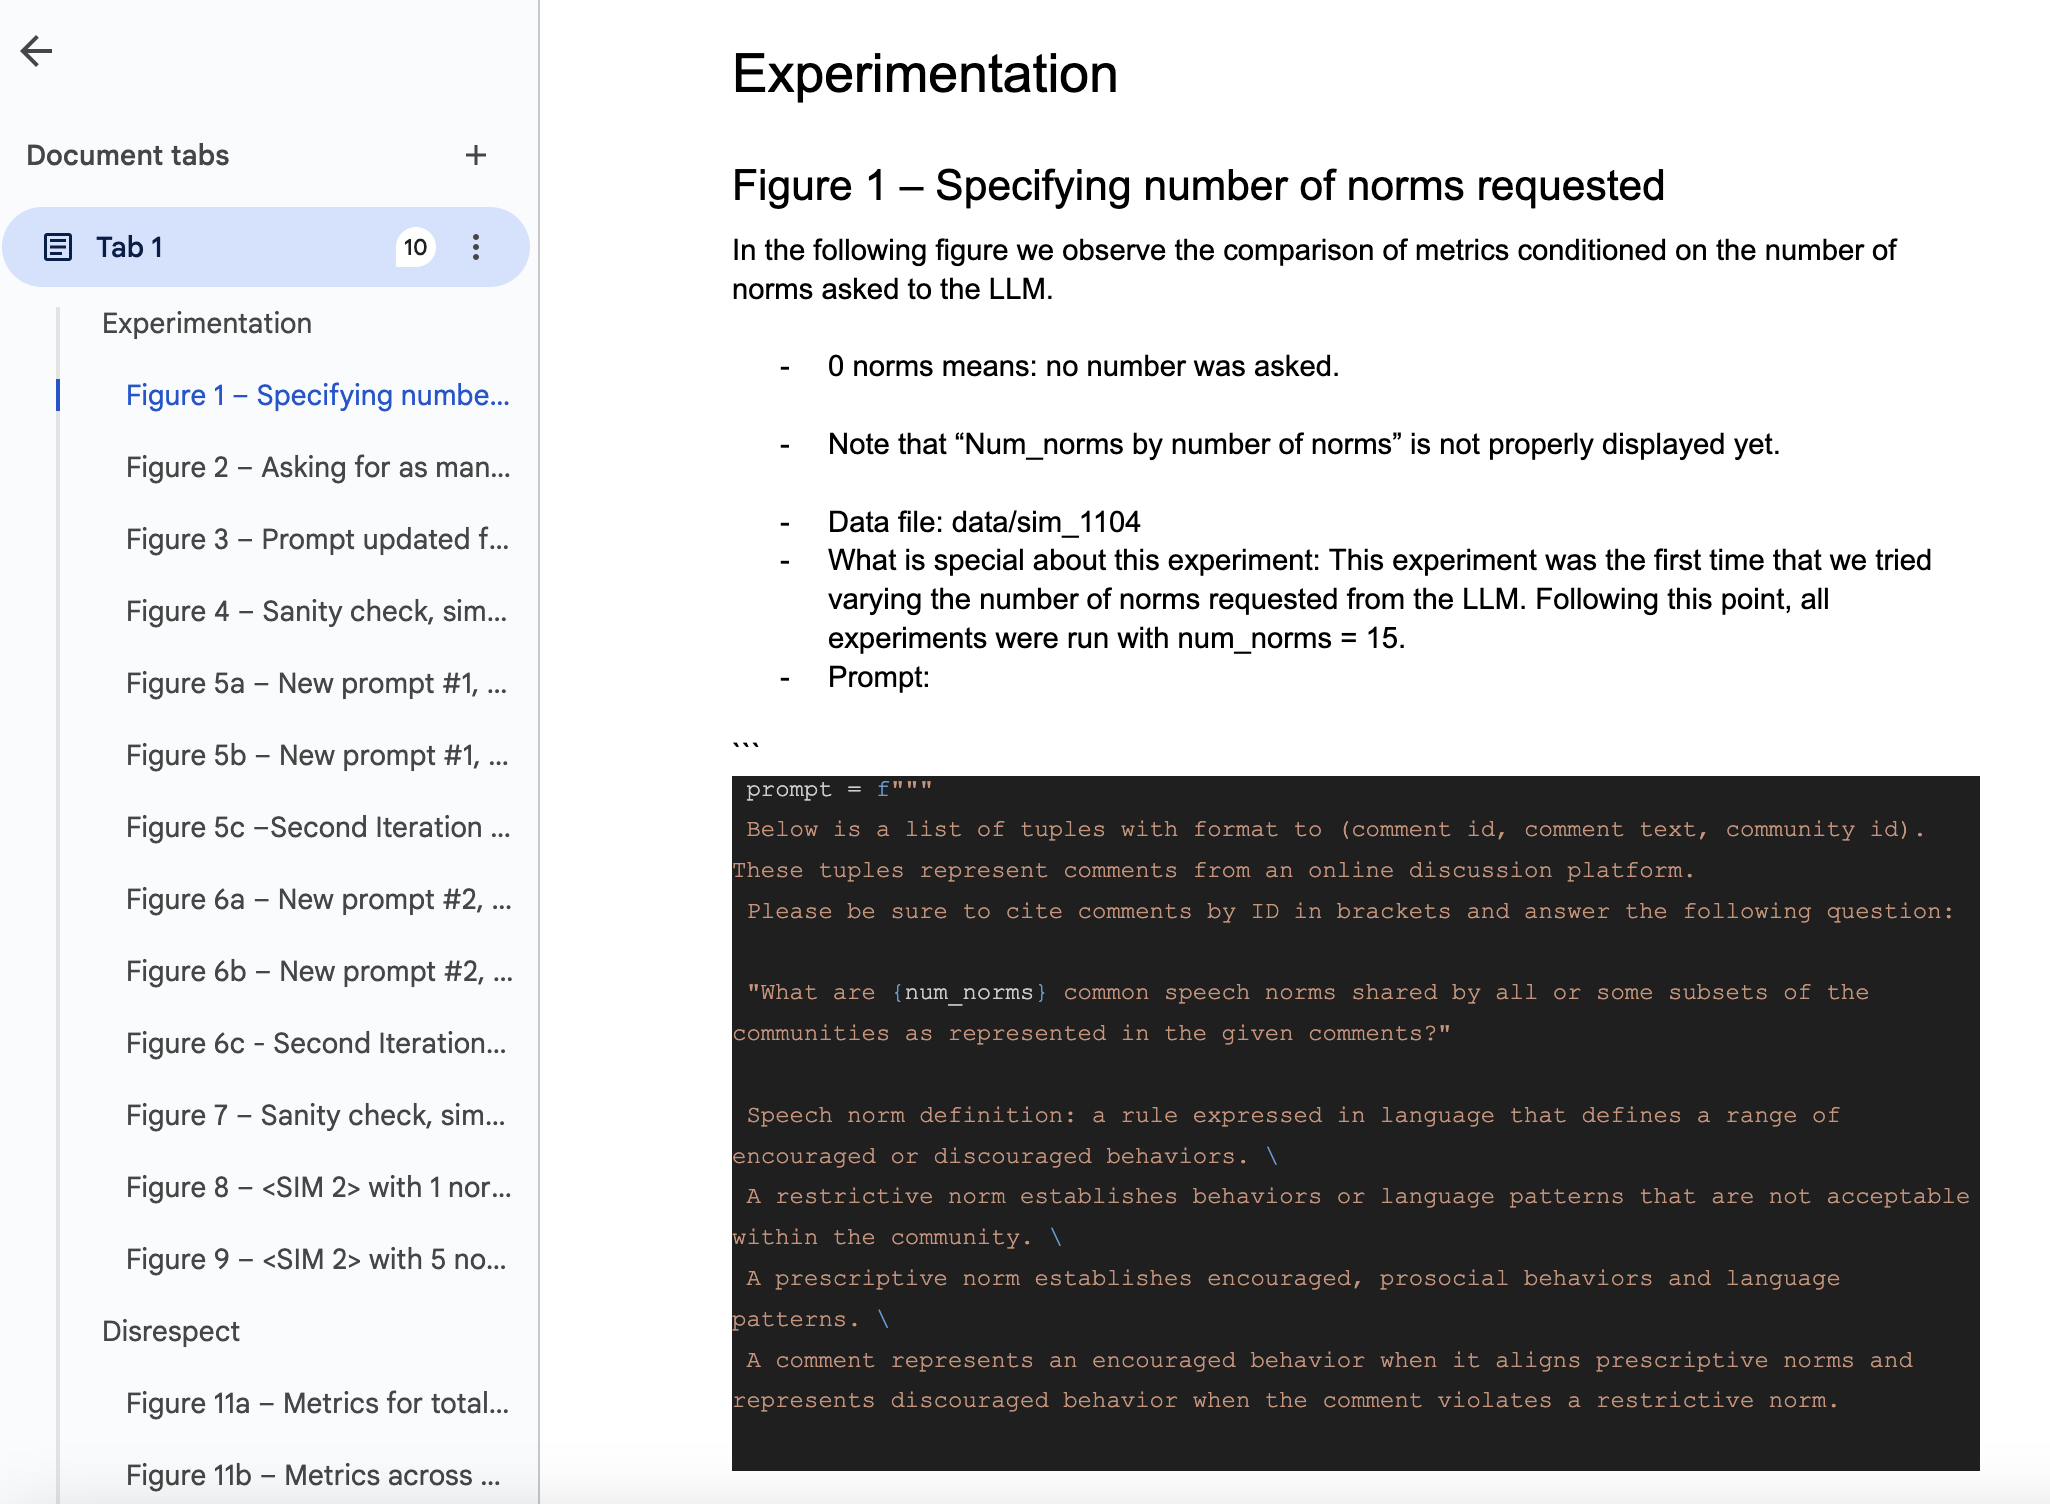 Document tabs
+
Tab 1
10
Experimentation
Figure 1 – Specifying numbe...
Figure 2 – Asking for as man...
Figure 3 – Prompt updated f...
Figure 4 – Sanity check, sim...
Figure 5a – New prompt #1, ...
Figure 5b – New prompt #1, ...
Figure 5c –Second Iteration ...
Figure 6a – New prompt #2, ...
Figure 6b – New prompt #2, ...
Figure 6c - Second Iteration...
Figure 7 – Sanity check, sim...
Figure 8 – <SIM 2> with 1 nor...
Figure 9 – <SIM 2> with 5 no...
Disrespect
Figure 11a – Metrics for total...
Figure 11b – Metrics across ...
Experimentation
Figure 1 – Specifying number of norms requested
In the following figure we observe the comparison of metrics conditioned on the number of
norms asked to the LLM.
- 0 norms means: no number was asked.
- Note that “Num_norms by number of norms” is not properly displayed yet.
- Data file: data/sim_1104
- What is special about this experiment: This experiment was the first time that we tried
varying the number of norms requested from the LLM. Following this point, all
experiments were run with num_norms = 15.
- Prompt:
```
prompt = f"""
Below is a list of tuples with format to (comment id, comment text, community id).
These tuples represent comments from an online discussion platform.
Please be sure to cite comments by ID in brackets and answer the following question:
"What are {num_norms} common speech norms shared by all or some subsets of the
communities as represented in the given comments?"
Speech norm definition: a rule expressed in language that defines a range of
encouraged or discouraged behaviors. \
A restrictive norm establishes behaviors or language patterns that are not acceptable
within the community. \
A prescriptive norm establishes encouraged, prosocial behaviors and language
patterns. \
A comment represents an encouraged behavior when it aligns prescriptive norms and
represents discouraged behavior when the comment violates a restrictive norm.